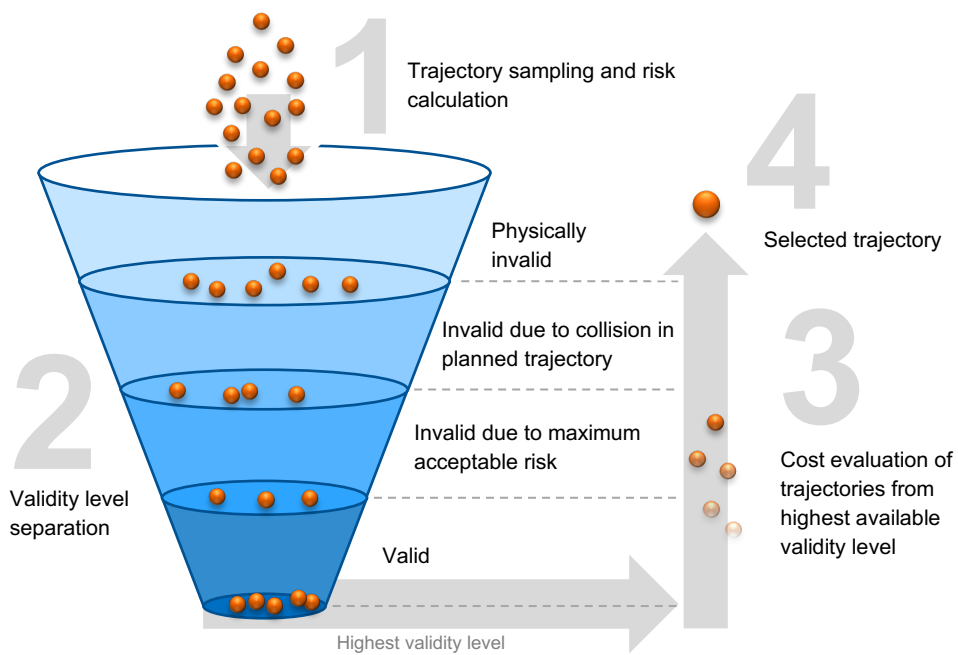 1
Trajectory sampling and risk
calculation
4
Selected trajectory
Physically
invalid
Invalid due to collision in
planned trajectory
2
Validity level
separation
Invalid due to maximum
acceptable risk
3
Cost evaluation of
trajectories from
highest available
validity level
Valid
Highest validity level